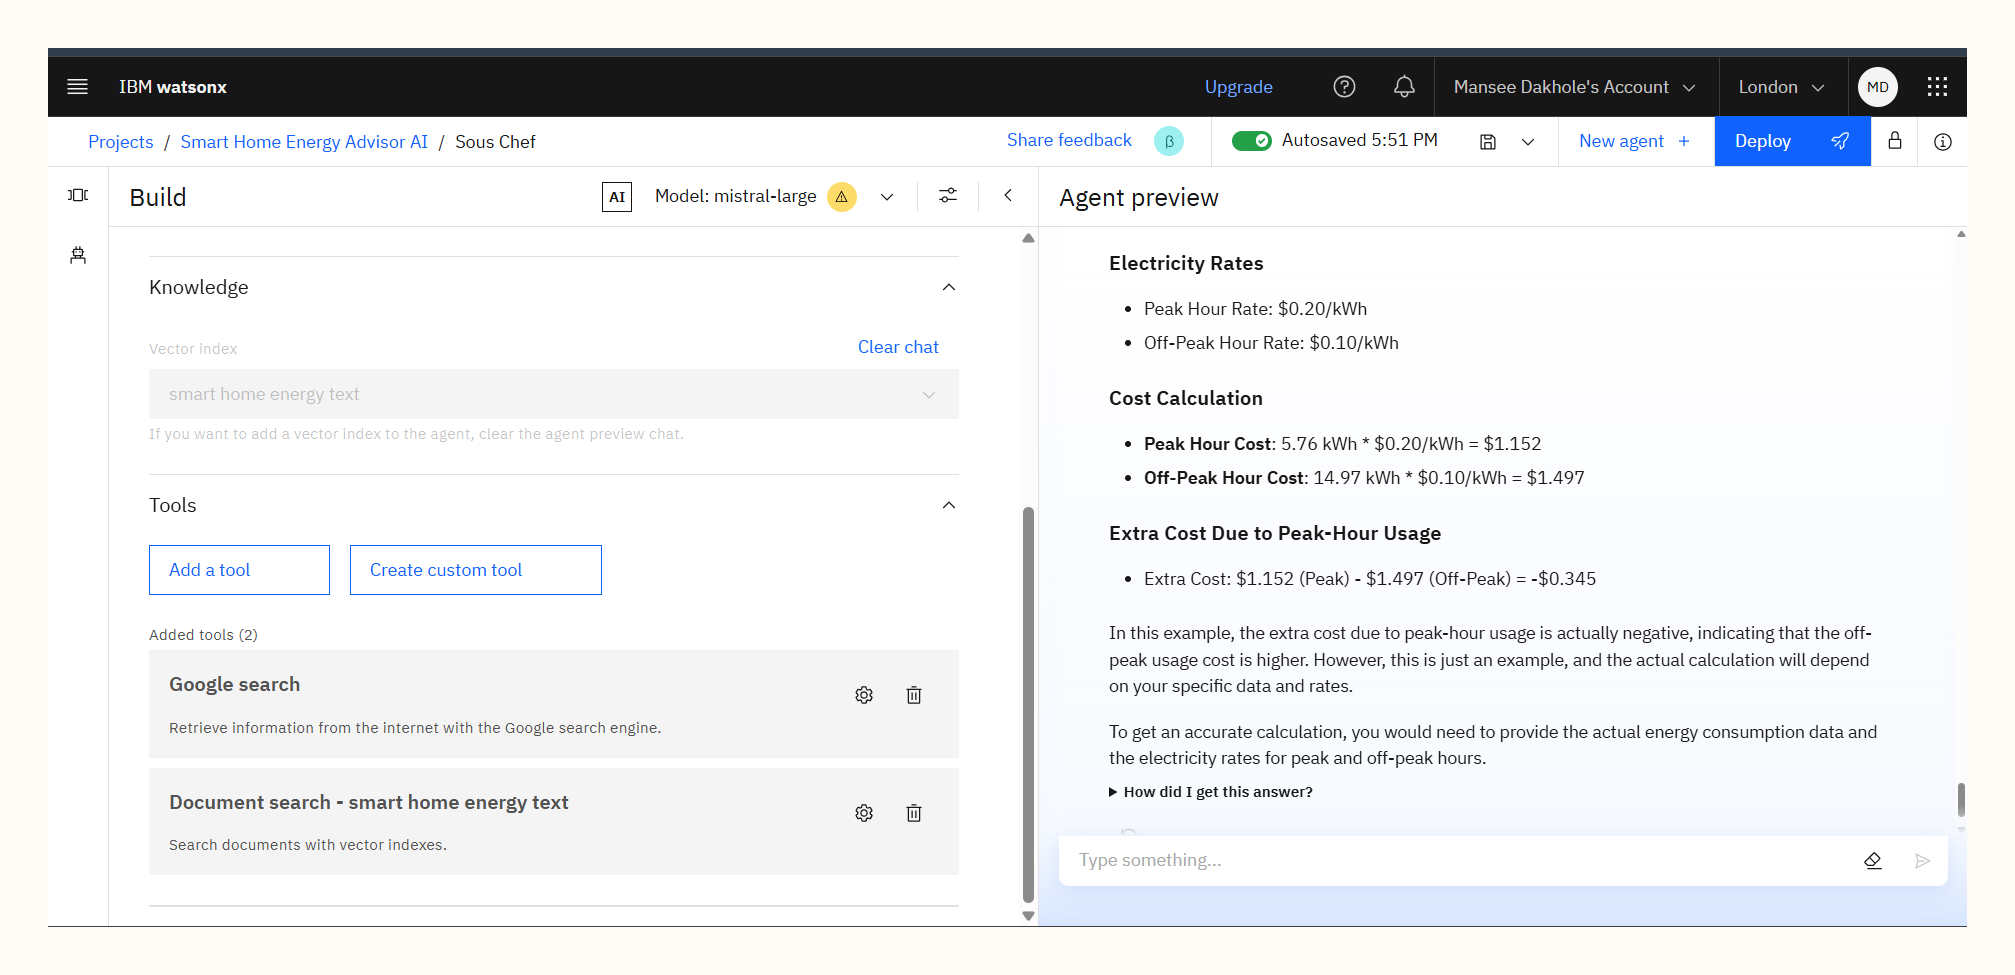 IBM watsonx
Upgrade
Mansee Dakhole's Account
London
MD
Projects / Smart Home Energy Advisor AI / Sous Chef
Share feedback
β
Autosaved 5:51 PM
New agent +
Deploy
Build
AI
Model: mistral-large
Knowledge
Vector index
Clear chat
smart home energy text
If you want to add a vector index to the agent, clear the agent preview chat.
Tools
Add a tool
Create custom tool
Added tools (2)
Google search
Retrieve information from the internet with the Google search engine.
Document search - smart home energy text
Search documents with vector indexes.
Agent preview
Electricity Rates
• Peak Hour Rate: $0.20/kWh
• Off-Peak Hour Rate: $0.10/kWh
Cost Calculation
• Peak Hour Cost: 5.76 kWh * $0.20/kWh = $1.152
• Off-Peak Hour Cost: 14.97 kWh * $0.10/kWh = $1.497
Extra Cost Due to Peak-Hour Usage
• Extra Cost: $1.152 (Peak) - $1.497 (Off-Peak) = -$0.345
In this example, the extra cost due to peak-hour usage is actually negative, indicating that the off-
peak usage cost is higher. However, this is just an example, and the actual calculation will depend
on your specific data and rates.
To get an accurate calculation, you would need to provide the actual energy consumption data and
the electricity rates for peak and off-peak hours.
How did I get this answer?
Type something...